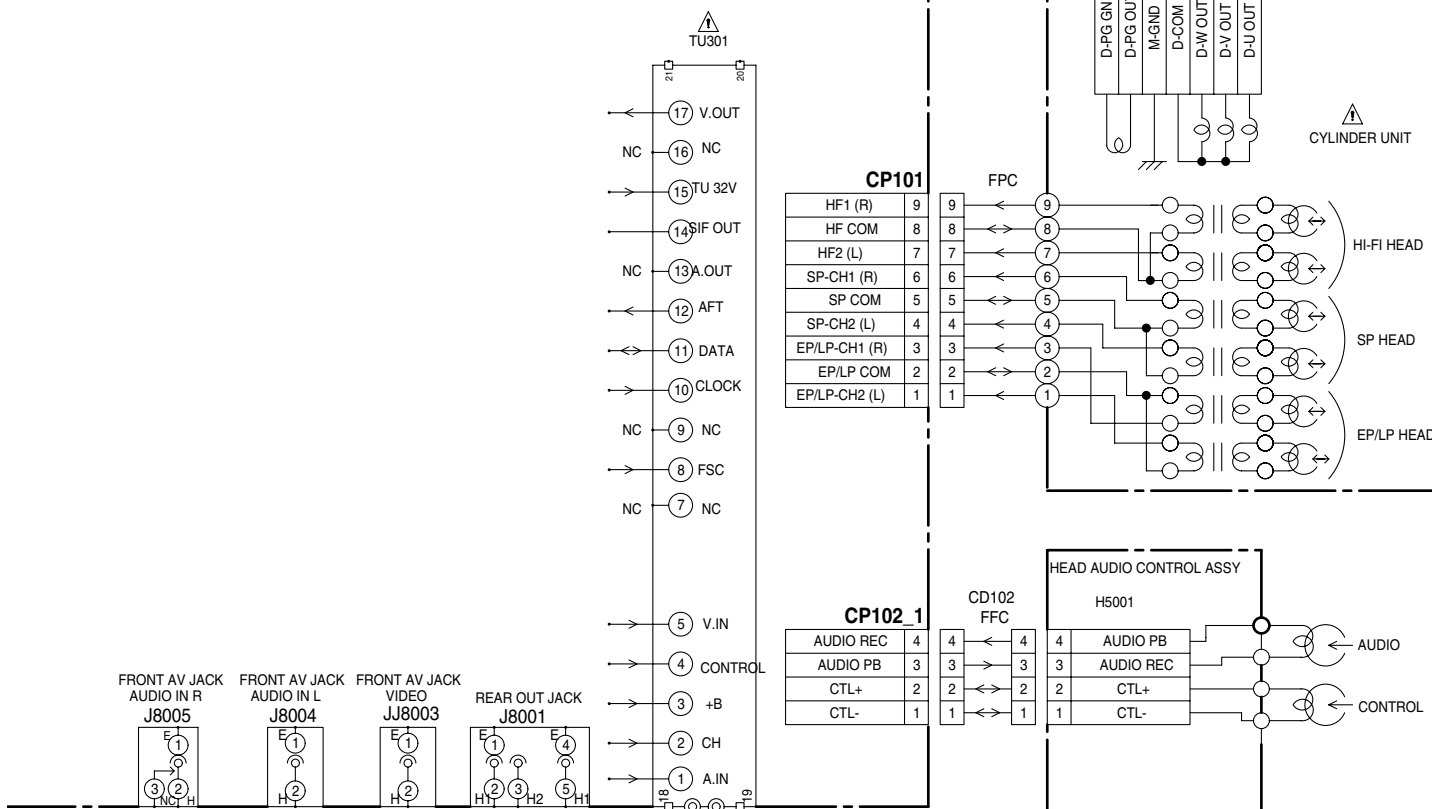 TU301
21
20
17 V.OUT
NC 16 NC
15 TU 32V
14 SIF OUT
NC 13 A.OUT
12 AFT
11 DATA
10 CLOCK
NC 9 NC
8 FSC
NC 7 NC
5 V.IN
4 CONTROL
3 +B
2 CH
1 A.IN
18
19
FRONT AV JACK
AUDIO IN R
J8005
E 1
3 2
NC H
FRONT AV JACK
AUDIO IN L
J8004
E 1
2
H
FRONT AV JACK
VIDEO
JJ8003
E 1
2
H
REAR OUT JACK
J8001
E 1 E 4
2 3 5
H1 H2 H1
D-PG GN
D-PG OU
M-GND
D-COM
D-W OUT
D-V OUT
D-U OUT
CYLINDER UNIT
CP101
FPC
HF1 (R) 9 9 9
HF COM 8 8 8
HF2 (L) 7 7 7
SP-CH1 (R) 6 6 6
SP COM 5 5 5
SP-CH2 (L) 4 4 4
EP/LP-CH1 (R) 3 3 3
EP/LP COM 2 2 2
EP/LP-CH2 (L) 1 1 1
HI-FI HEAD
SP HEAD
EP/LP HEAD
HEAD AUDIO CONTROL ASSY
H5001
CP102_1
CD102
FFC
AUDIO REC 4 4 4 4 AUDIO PB
AUDIO PB 3 3 3 3 AUDIO REC
CTL+ 2 2 2 2 CTL+
CTL- 1 1 1 1 CTL-
AUDIO
CONTROL